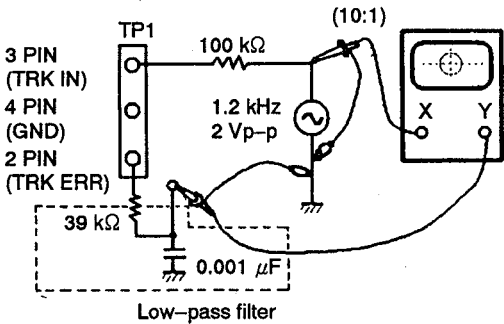 (10:1)
TP1
100 kΩ
3 PIN
(TRK IN)
4 PIN
(GND)
2 PIN
(TRK ERR)
1.2 kHz
2 Vp–p
X
Y
39 kΩ
0.001 µF
Low–pass filter